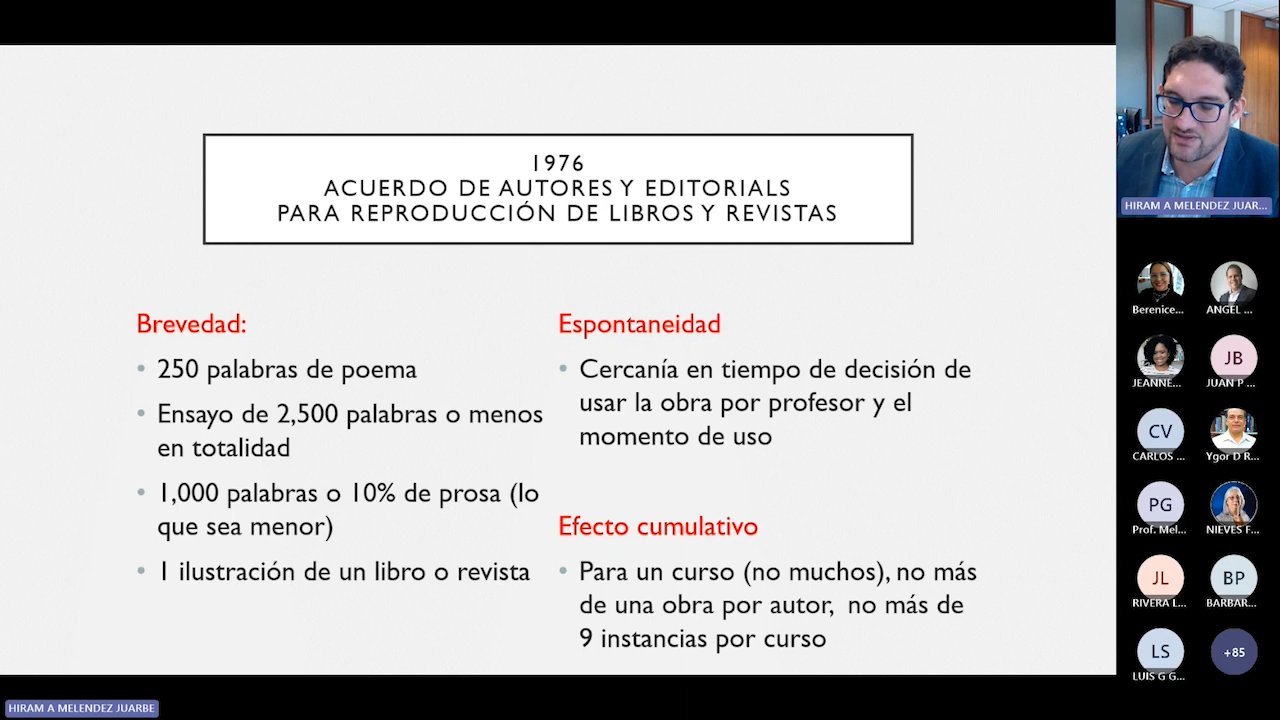 1976
ACUERDO DE AUTORES Y EDITORIALS
PARA REPRODUCCIÓN DE LIBROS Y REVISTAS
Brevedad:
• 250 palabras de poema
• Ensayo de 2,500 palabras o menos
en totalidad
• 1,000 palabras o 10% de prosa (lo
que sea menor)
• 1 ilustración de un libro o revista
Espontaneidad
• Cercanía en tiempo de decisión de
usar la obra por profesor y el
momento de uso
Efecto cumulativo
• Para un curso (no muchos), no más
de una obra por autor, no más de
9 instancias por curso
HIRAM A MELENDEZ JUAR...
Berenice...
ANGEL ...
JEANNE...
JB
JUAN P ...
CV
CARLOS ...
Ygor D R...
PG
Prof. Mel...
NIEVES F...
JL
RIVERA L...
BP
BARBAR...
LS
LUIS G G...
+85
HIRAM A MELENDEZ JUARBE